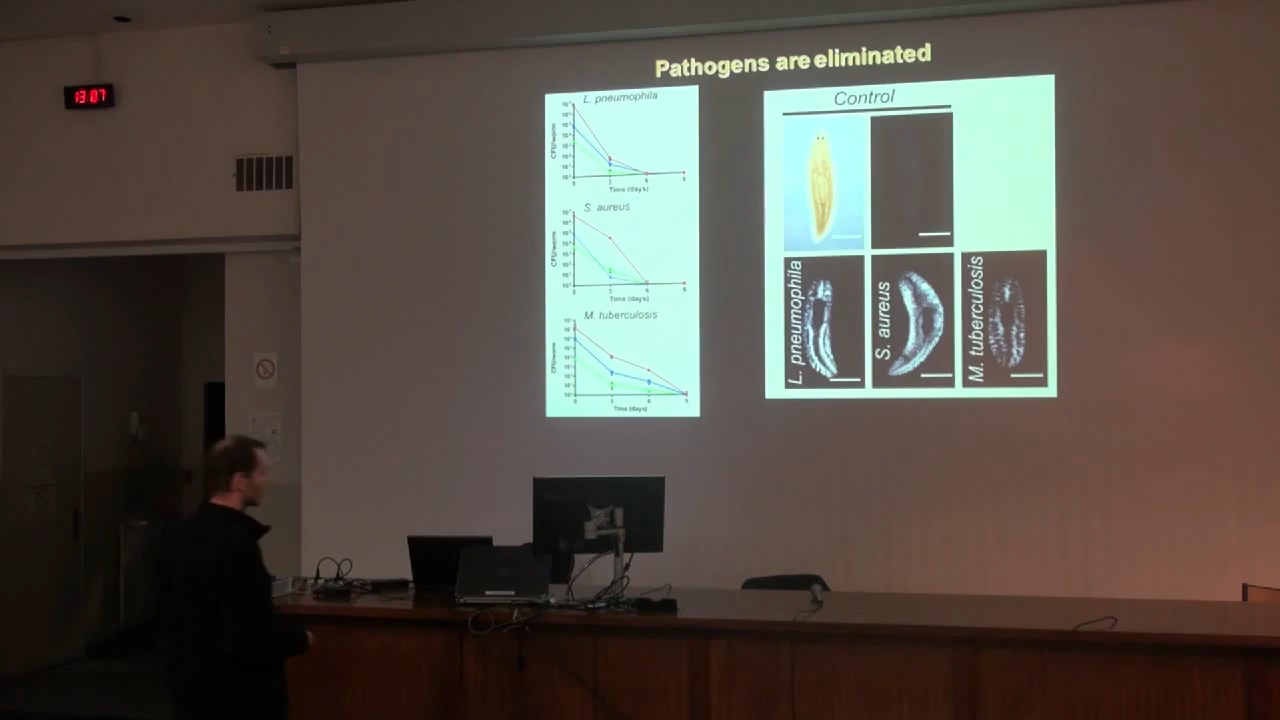 13:07
Pathogens are eliminated
L. pneumophila
CFU/worm
Time (days)
S. aureus
CFU/worm
Time (days)
M. tuberculosis
CFU/worm
Time (days)
Control
L. pneumophila
S. aureus
M. tuberculosis